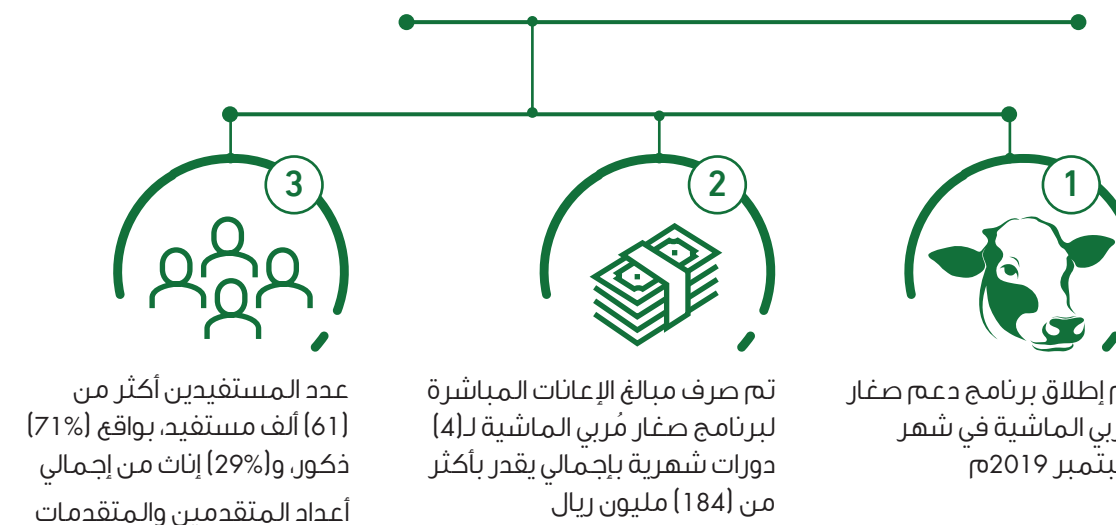 1
إطلاق برنامج دعم صغار
الماشية في شهر
2019م
2
تم صرف مبالغ الإعانات المباشرة
لبرنامج صغار مُربي الماشية لـ(4)
دورات شهرية بإجمالي يقدر بأكثر
من (184) مليون ريال
3
عدد المستفيدين أكثر من
(61) ألف مستفيد، بواقع (71%)
ذكور، و(29%) إناث من إجمالي
أعداد المتقدمين والمتقدمات